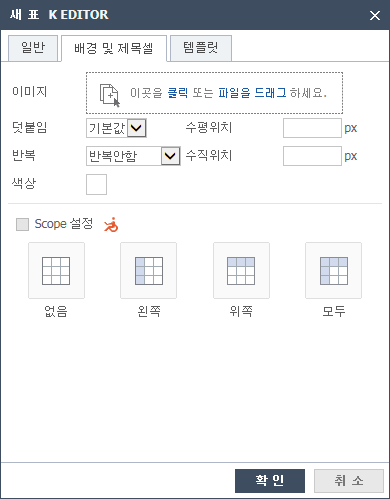 새 표 K EDITOR
일반 배경 및 제목셀 템플릿
이미지 이곳을 클릭 또는 파일을 드래그 하세요.
덧붙임 기본값 수평위치 px
반복 반복안함 수직위치 px
색상
Scope 설정
없음 왼쪽 위쪽 모두
확 인 취 소